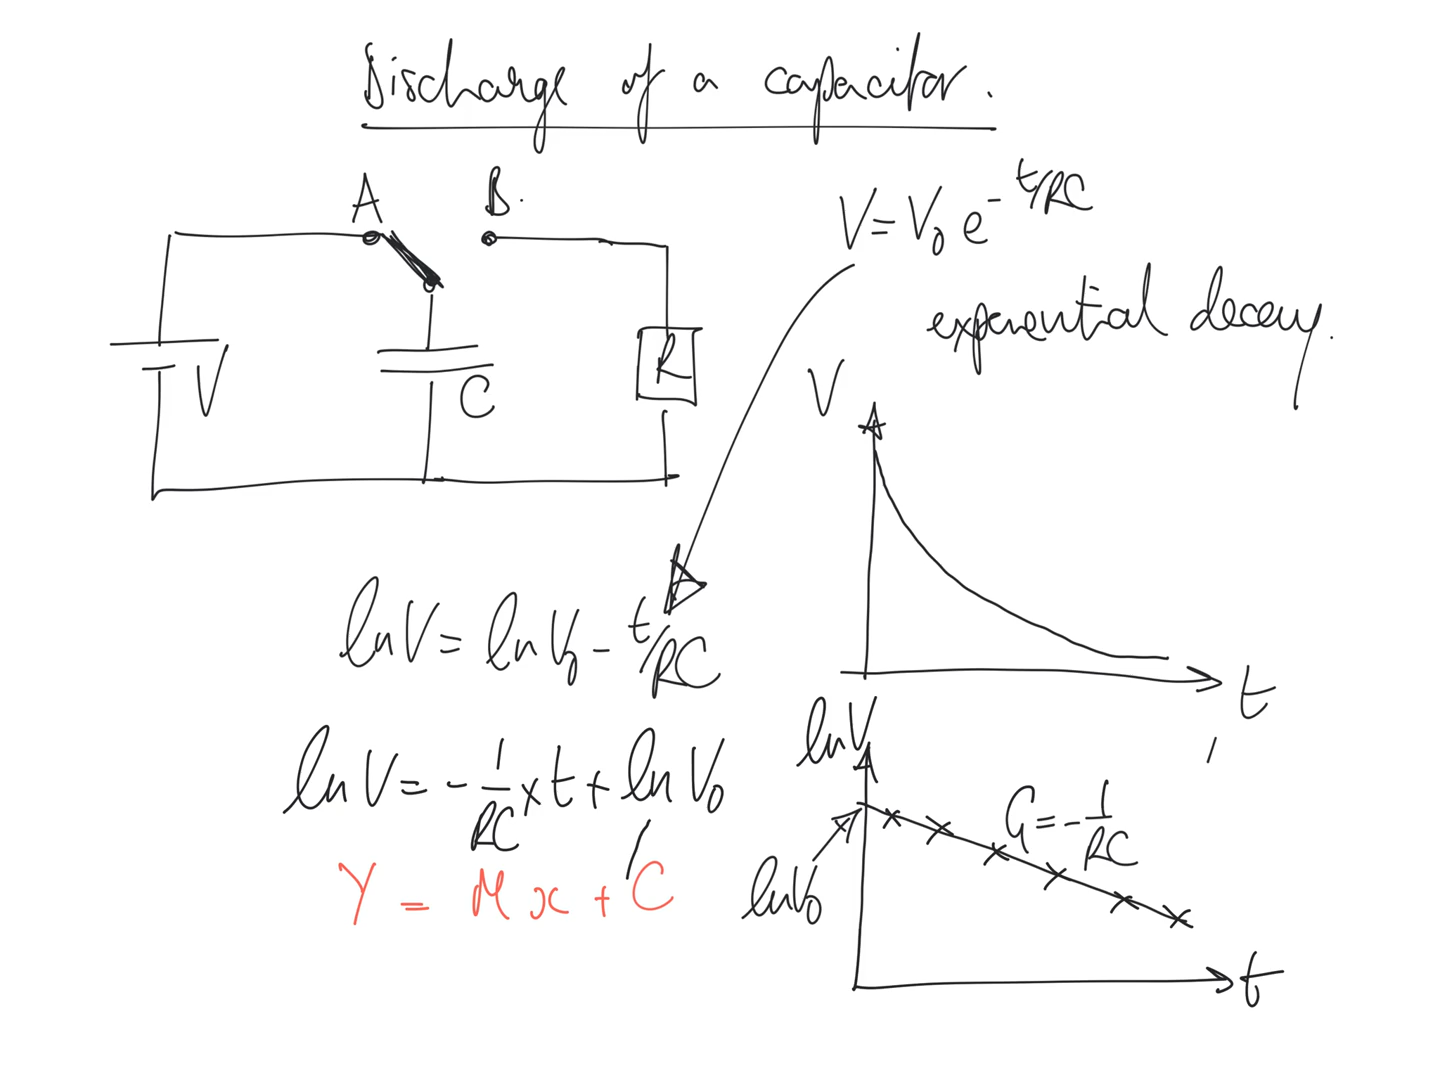 Discharge of a capacitor.
A
B.
V
C
R
V = V₀ e^-t/RC
exponential decay.
V
t
ln V = ln V₀ - t/RC
ln V = - 1/RC x t + ln V₀
Y = M x + C
ln V
G = - 1/RC
ln V₀
t